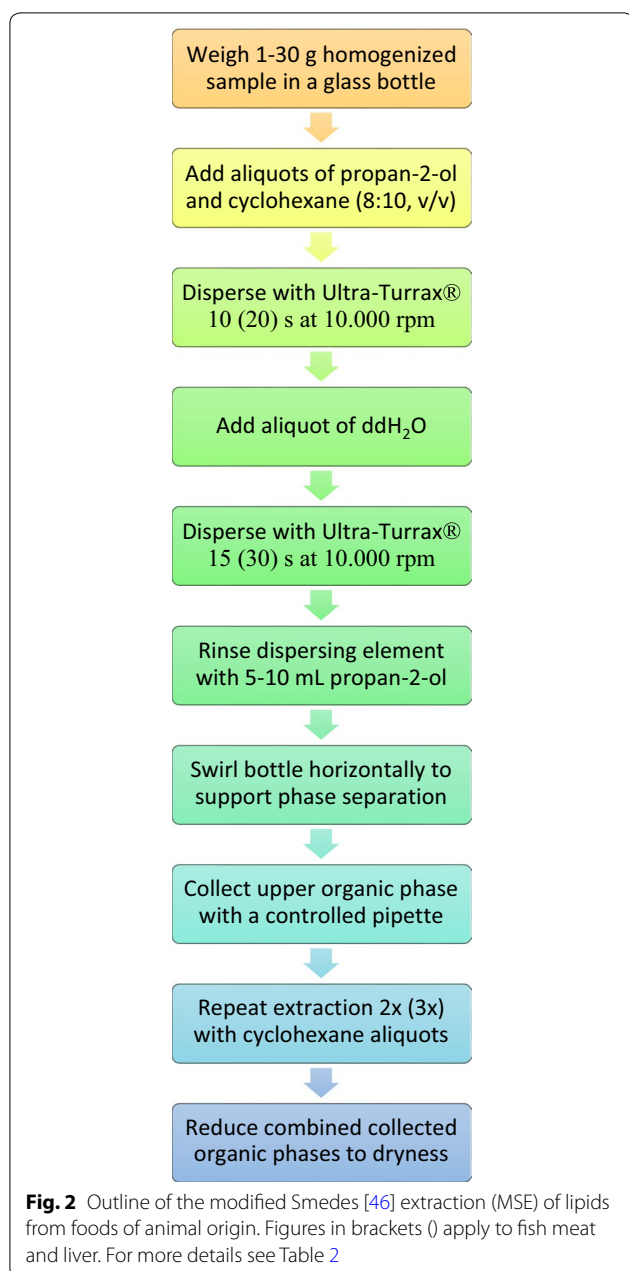 Weigh 1-30 g homogenized
sample in a glass bottle
Add aliquots of propan-2-ol
and cyclohexane (8:10, v/v)
Disperse with Ultra-Turrax®
10 (20) s at 10.000 rpm
Add aliquot of ddH₂O
Disperse with Ultra-Turrax®
15 (30) s at 10.000 rpm
Rinse dispersing element
with 5-10 mL propan-2-ol
Swirl bottle horizontally to
support phase separation
Collect upper organic phase
with a controlled pipette
Repeat extraction 2x (3x)
with cyclohexane aliquots
Reduce combined collected
organic phases to dryness
Fig. 2 Outline of the modified Smedes [46] extraction (MSE) of lipids
from foods of animal origin. Figures in brackets () apply to fish meat
and liver. For more details see Table 2